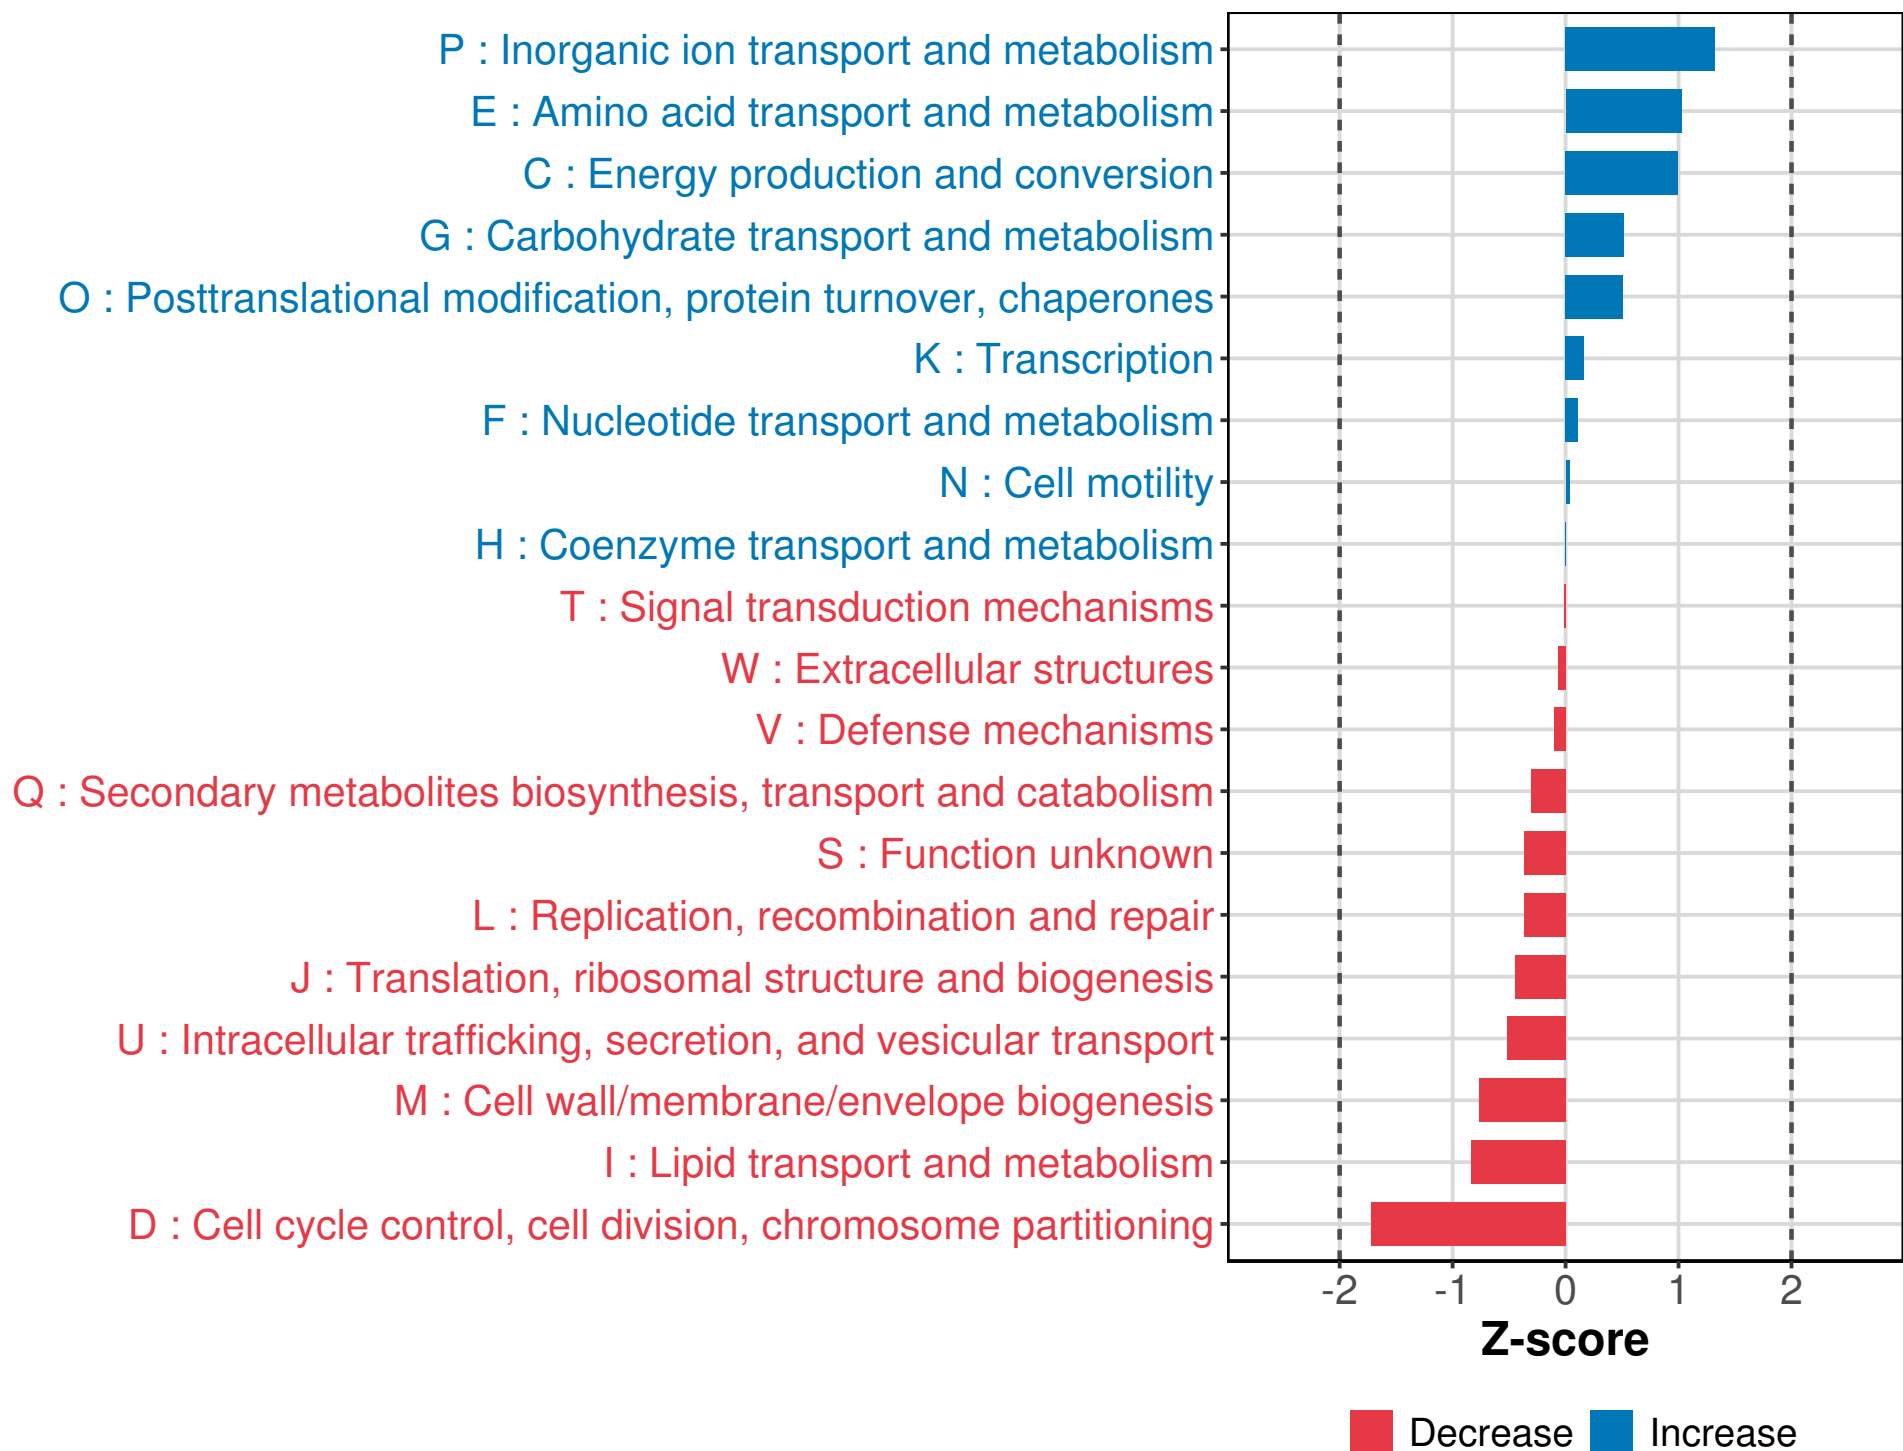 P : Inorganic ion transport and metabolism
E : Amino acid transport and metabolism
C : Energy production and conversion
G : Carbohydrate transport and metabolism
O : Posttranslational modification, protein turnover, chaperones
K : Transcription
F : Nucleotide transport and metabolism
N : Cell motility
H : Coenzyme transport and metabolism
T : Signal transduction mechanisms
W : Extracellular structures
V : Defense mechanisms
Q : Secondary metabolites biosynthesis, transport and catabolism
S : Function unknown
L : Replication, recombination and repair
J : Translation, ribosomal structure and biogenesis
U : Intracellular trafficking, secretion, and vesicular transport
M : Cell wall/membrane/envelope biogenesis
I : Lipid transport and metabolism
D : Cell cycle control, cell division, chromosome partitioning
-2 -1 0 1 2
Z-score
Decrease Increase